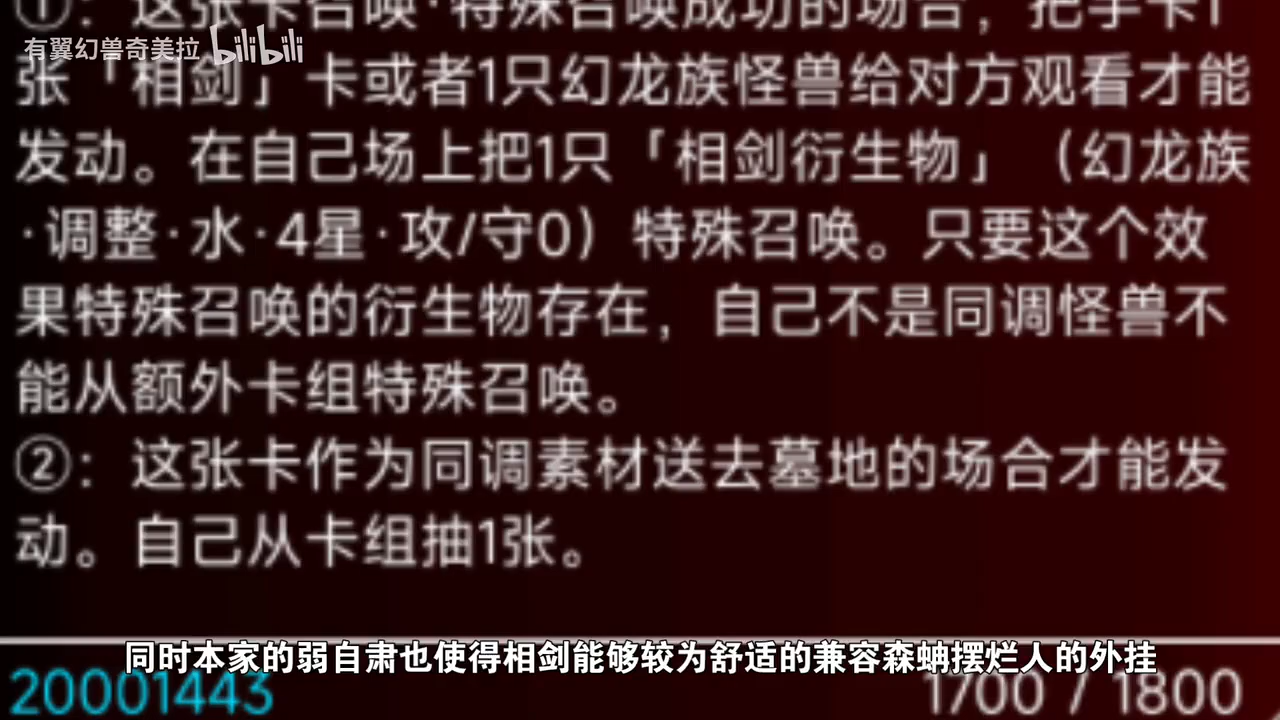 ①：这张卡召唤·特殊召唤成功的场合，把手卡1
有翼幻兽奇美拉 bilibili
张「相剑」卡或者1只幻龙族怪兽给对方观看才能
发动。在自己场上把1只「相剑衍生物」（幻龙族
·调整·水·4星·攻/守0）特殊召唤。只要这个效
果特殊召唤的衍生物存在，自己不是同调怪兽不
能从额外卡组特殊召唤。
②：这张卡作为同调素材送去墓地的场合才能发
动。自己从卡组抽1张。
同时本家的弱自肃也使得相剑能够较为舒适的兼容森蚺摆烂人的外挂
20001443
1700 / 1800